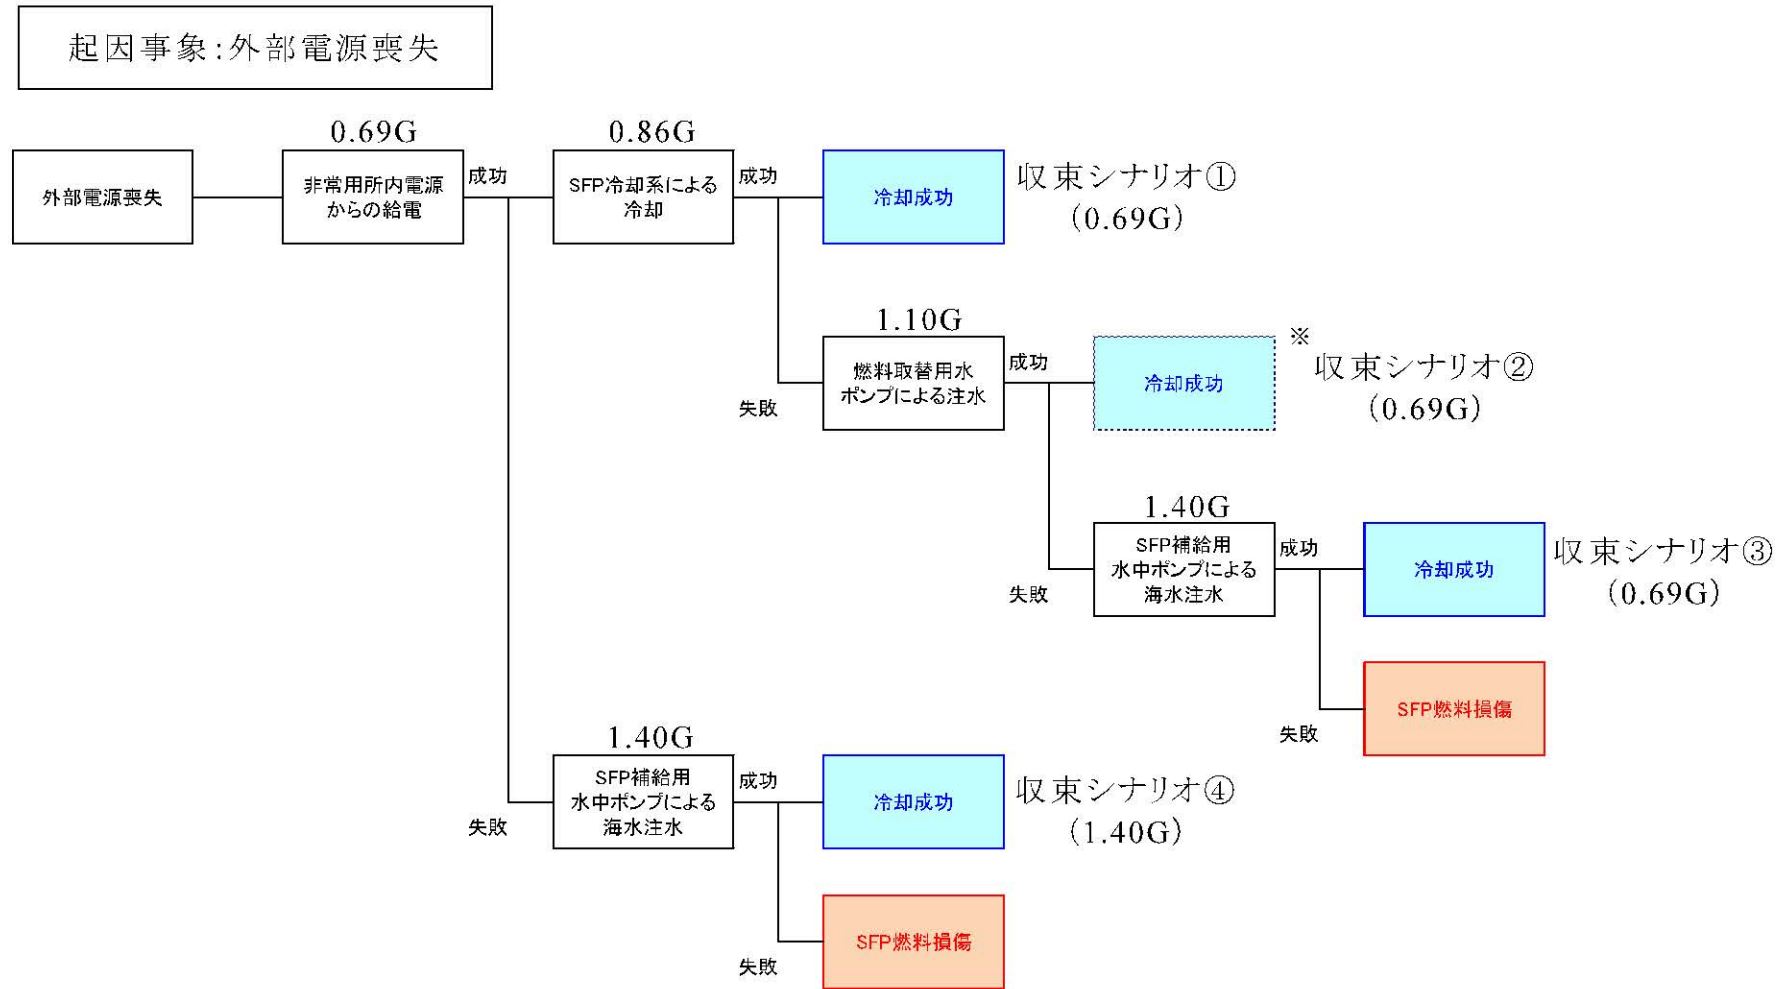 起因事象:外部電源喪失
0.69G
0.86G
外部電源喪失
非常用所内電源
からの給電
成功
SFP冷却系による
冷却
成功
冷却成功
収束シナリオ①
(0.69G)
1.10G
失敗
燃料取替用水
ポンプによる注水
成功
冷却成功
※
収束シナリオ②
(0.69G)
1.40G
失敗
SFP補給用
水中ポンプによる
海水注水
成功
冷却成功
収束シナリオ③
(0.69G)
失敗
SFP燃料損傷
1.40G
失敗
SFP補給用
水中ポンプによる
海水注水
成功
冷却成功
収束シナリオ④
(1.40G)
失敗
SFP燃料損傷